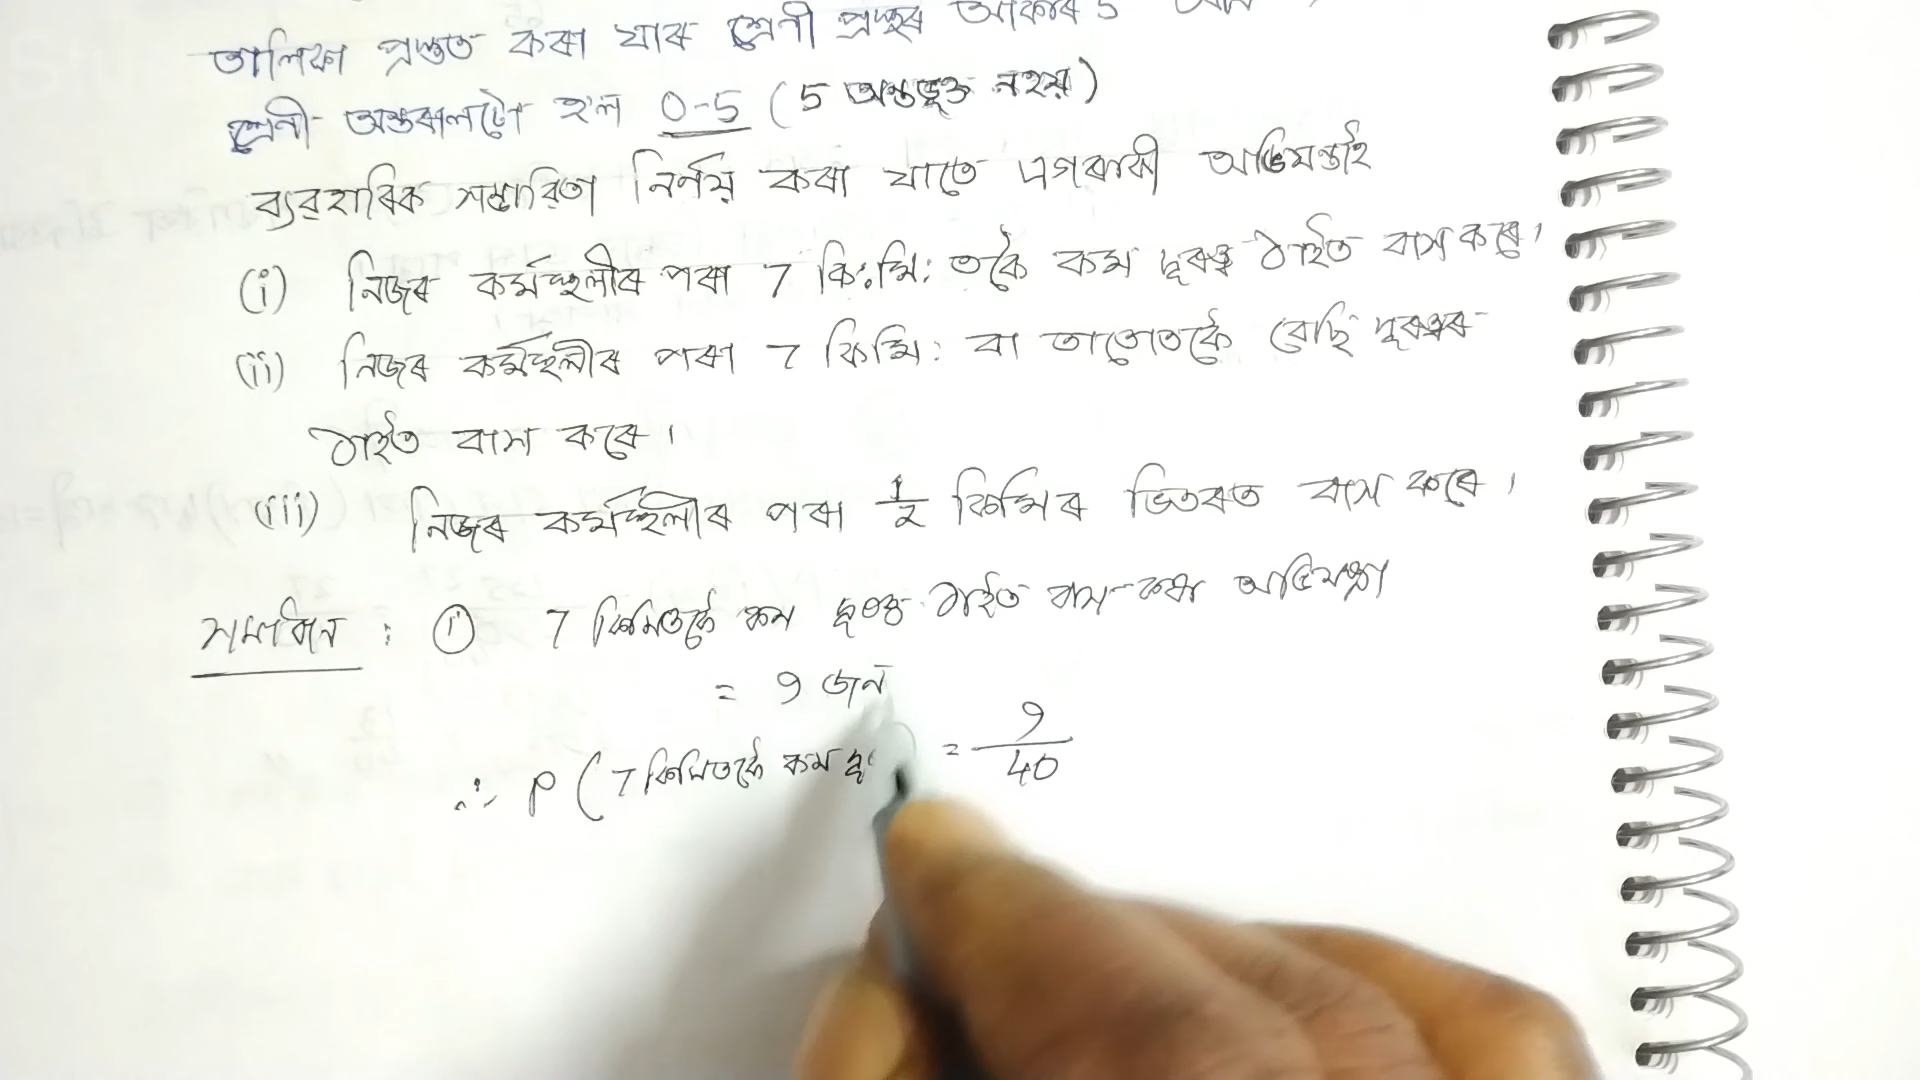 তালিকা প্ৰস্তুত কৰা যাৰ শ্ৰেণী প্ৰস্থৰ আকাৰ 5
শ্ৰেণী অন্তৰালটো হ'ল 0-5 (5 অন্তৰ্ভুক্ত নহয়)
ব্যৱহাৰিক সম্ভাৱিতা নিৰ্ণয় কৰা যাতে এগৰাকী অভিযন্তাই
(i) নিজৰ কৰ্মস্থলীৰ পৰা 7 কি:মি: তকৈ কম দূৰত্বৰ ঠাইত বাস কৰে।
(ii) নিজৰ কৰ্মস্থলীৰ পৰা 7 কিমি: বা তাতোতকৈ বেছি দূৰত্বৰ
ঠাইত বাস কৰে।
(iii) নিজৰ কৰ্মস্থলীৰ পৰা 1/2 কিমিৰ ভিতৰত বাস কৰে।
সমাধান : (i) 7 কিমিতকৈ কম দূৰত্ব ঠাইত বাস কৰা অভিযন্তা
= 9 জন
∴ P (7 কিমিতকৈ কম = 9/40